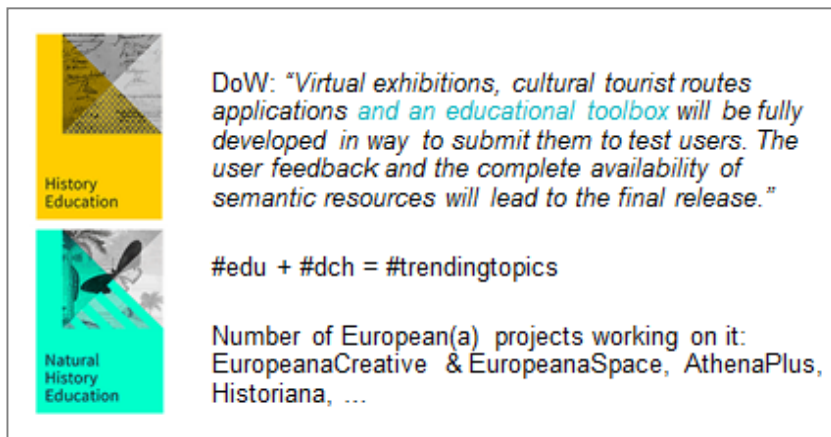 History
Education
DoW: “Virtual exhibitions, cultural tourist routes
applications and an educational toolbox will be fully
developed in way to submit them to test users. The
user feedback and the complete availability of
semantic resources will lead to the final release.”
Natural
History
Education
#edu + #dch = #trendingtopics
Number of European(a) projects working on it:
EuropeanaCreative & EuropeanaSpace, AthenaPlus,
Historiana, ...